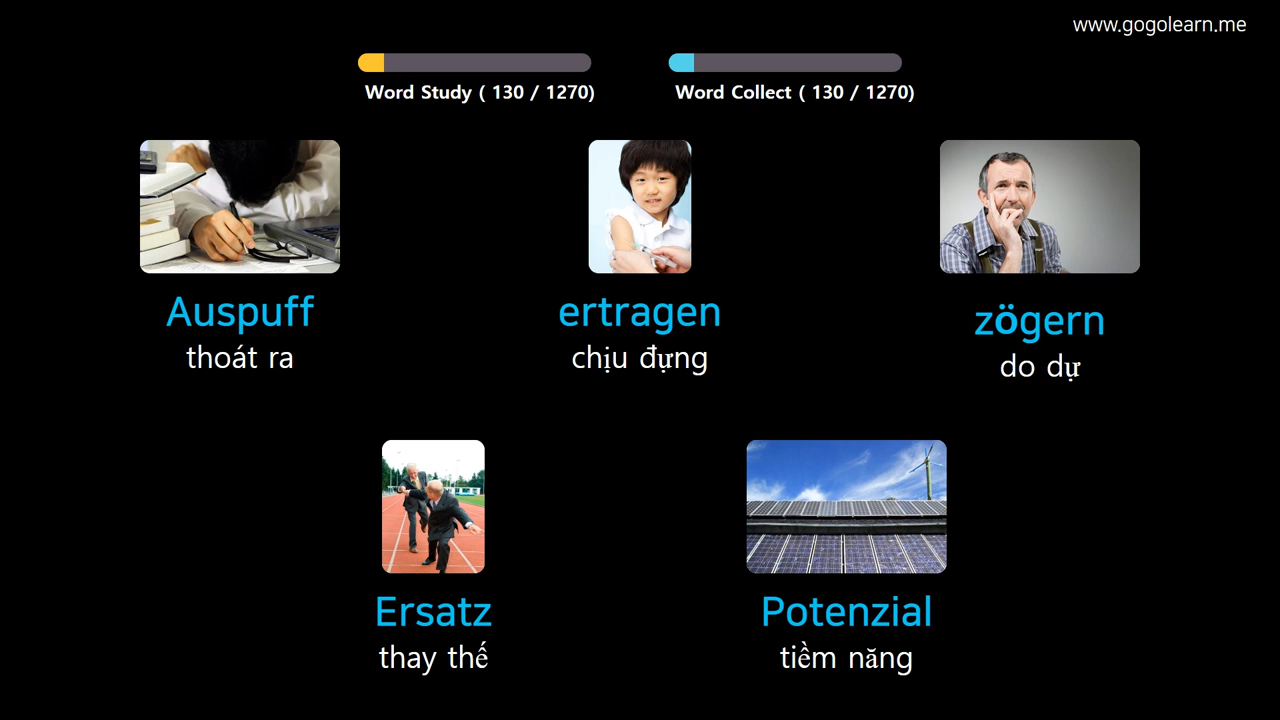 www.gogolearn.me
Word Study ( 130 / 1270)
Word Collect ( 130 / 1270)
Auspuff
thoát ra
ertragen
chịu đựng
zögern
do dự
Ersatz
thay thế
Potenzial
tiềm năng